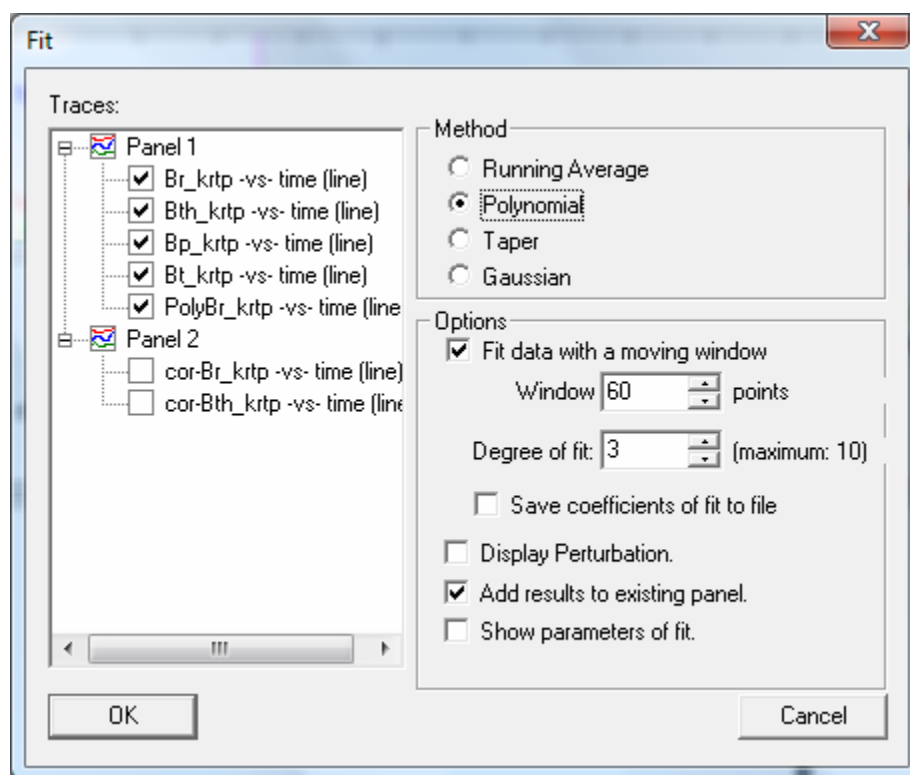 Fit
Traces:
Panel 1
Br_krtp -vs- time (line)
Bth_krtp -vs- time (line)
Bp_krtp -vs- time (line)
Bt_krtp -vs- time (line)
PolyBr_krtp -vs- time (line
Panel 2
cor-Br_krtp -vs- time (line)
cor-Bth_krtp -vs- time (line
Method
Running Average
Polynomial
Taper
Gaussian
Options
Fit data with a moving window
Window 60 points
Degree of fit: 3 (maximum: 10)
Save coefficients of fit to file
Display Perturbation.
Add results to existing panel.
Show parameters of fit.
OK
Cancel